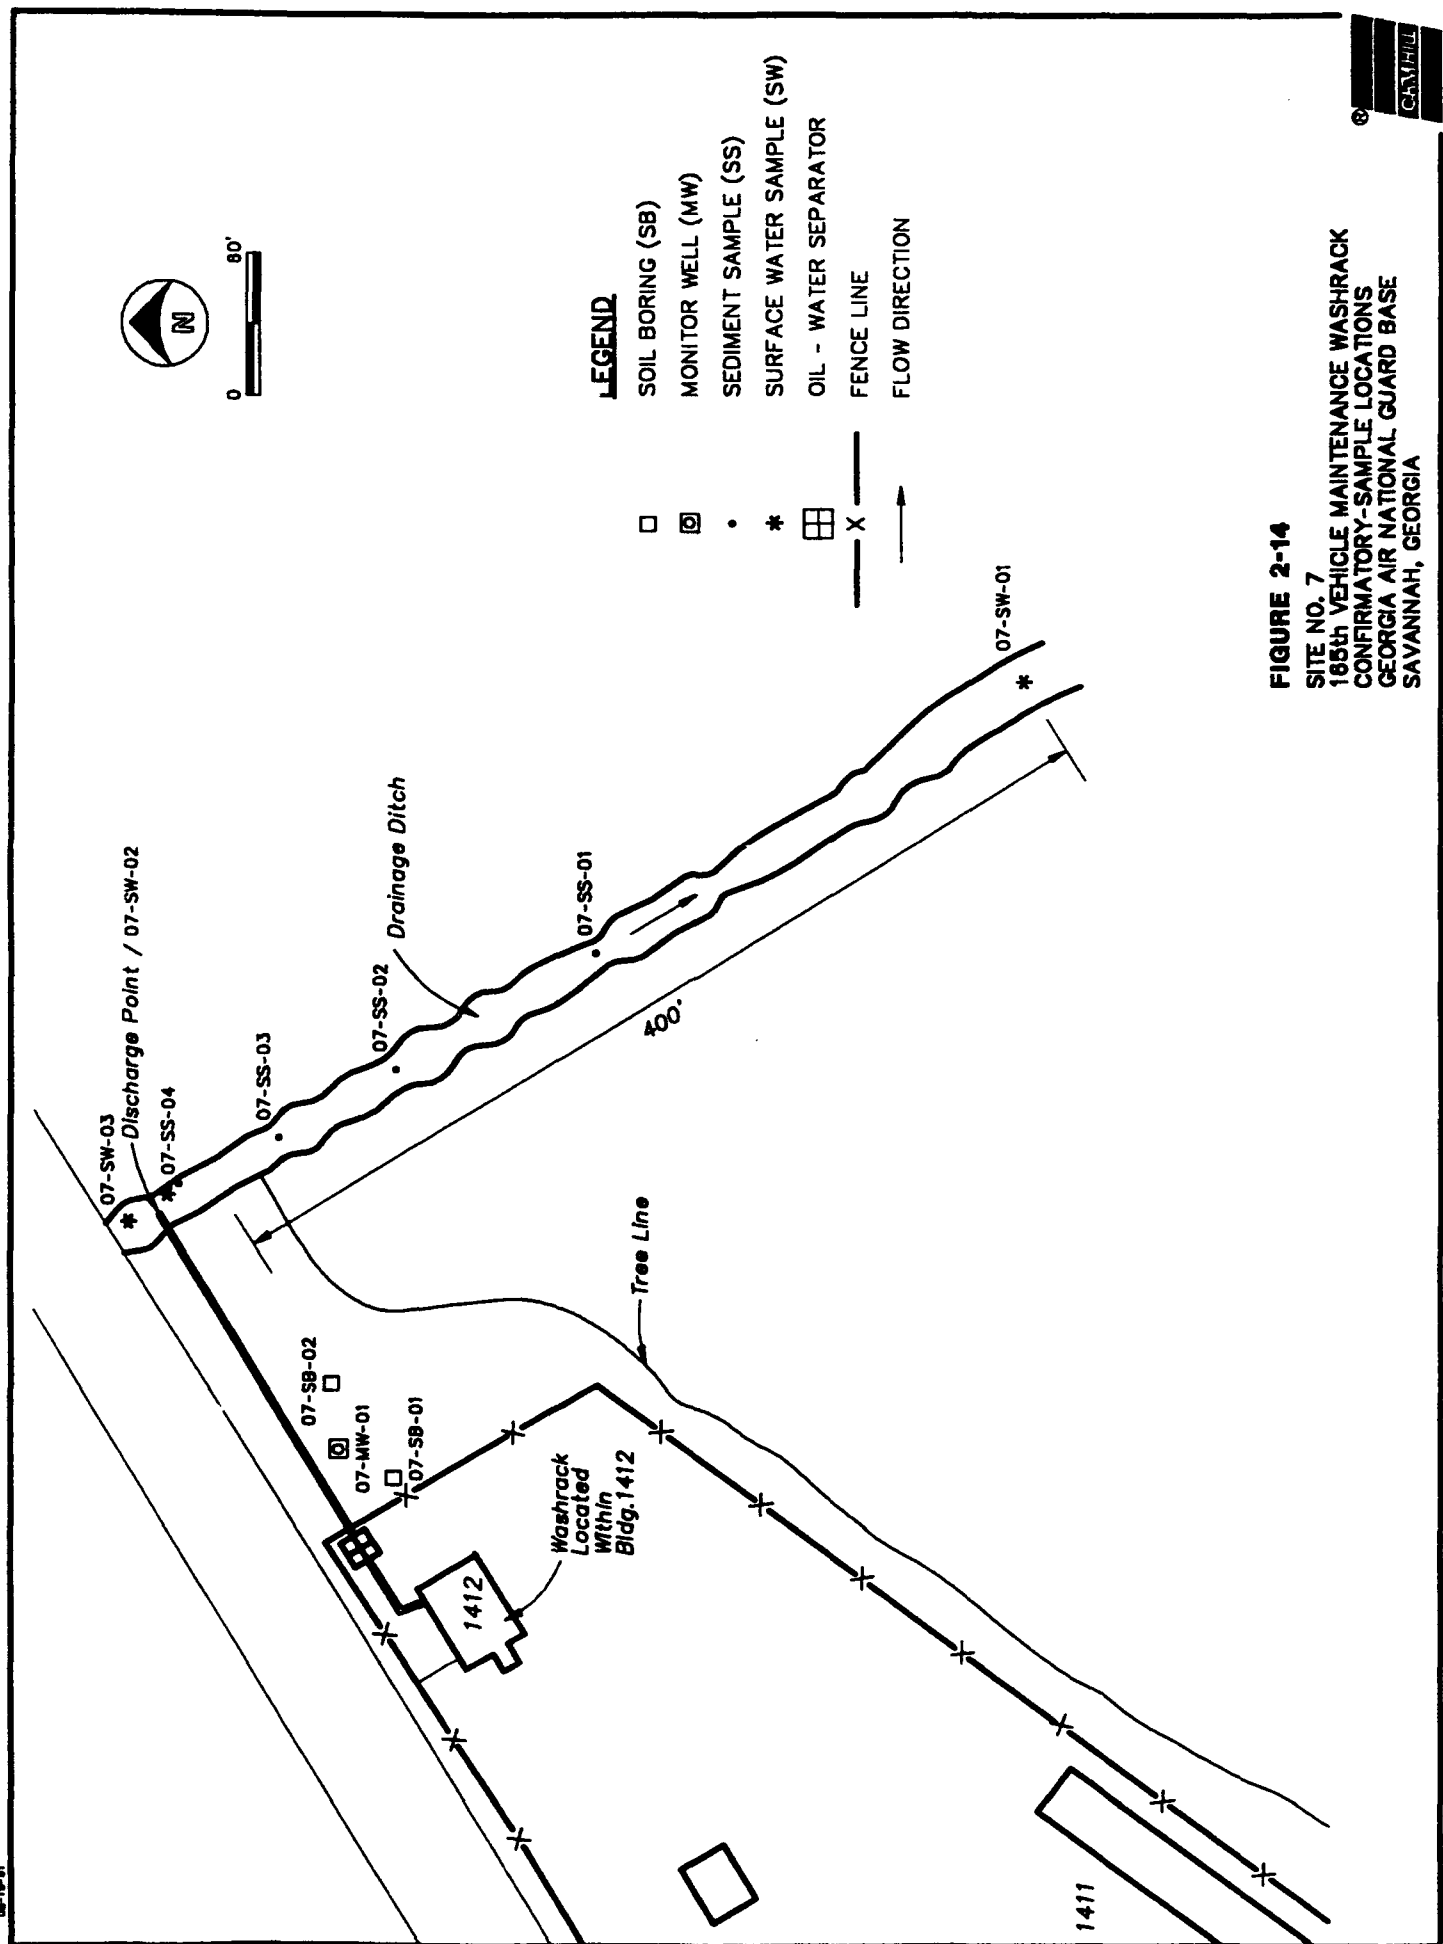 N
0 80'
LEGEND
SOIL BORING (SB)
MONITOR WELL (MW)
SEDIMENT SAMPLE (SS)
SURFACE WATER SAMPLE (SW)
OIL - WATER SEPARATOR
X FENCE LINE
FLOW DIRECTION
07-SW-03
Discharge Point / 07-SW-02
07-SS-04
07-SS-03
07-SS-02
Drainage Ditch
07-SS-01
07-SW-01
400'
Tree Line
07-SB-02
07-MW-01
07-SB-01
1412
Washrack
Located
Within
Bldg.1412
1411
FIGURE 2-14
SITE NO. 7
165th VEHICLE MAINTENANCE WASHRACK
CONFIRMATORY-SAMPLE LOCATIONS
GEORGIA AIR NATIONAL GUARD BASE
SAVANNAH, GEORGIA
CH2M HILL
®